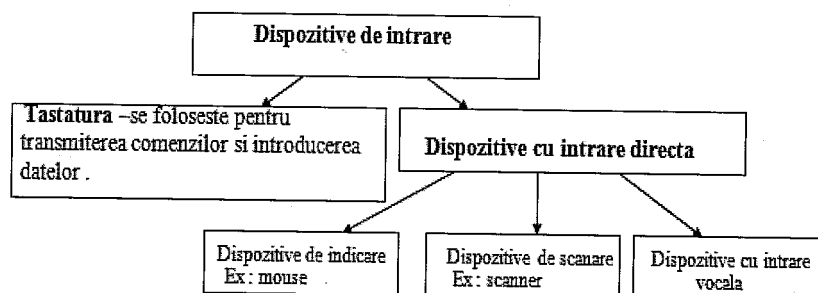 Dispozitive de intrare
Tastatura –se foloseste pentru
transmiterea comenzilor si introducerea
datelor .
Dispozitive cu intrare directa
Dispozitive de indicare
Ex : mouse
Dispozitive de scanare
Ex : scanner
Dispozitive cu intrare
vocala